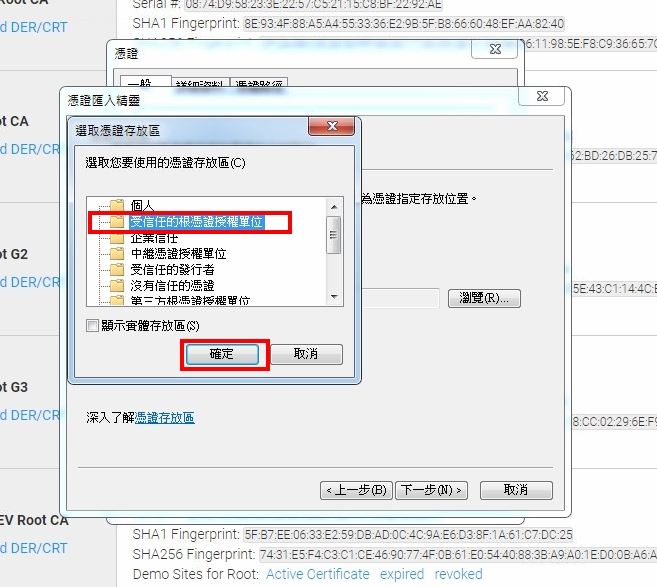 Serial #: 08:74:D9:58:23:3E:22:57:C5:21:15:C8:BF:22:92:AE
d DER/CRT
SHA1 Fingerprint: 8E:93:4F:88:A5:A4:55:33:36:E2:9B:5F:B8:66:60:48:EF:AA:82:40
憑證
06:11:98:5E:F8:C9:36:65:7C
一般
詳細資料
憑證路徑
憑證匯入精靈
ot CA
d DER/CR
選取憑證存放區
52:BD:26:DB:25:7
選取您要使用的憑證存放區(C)
為憑證指定存放位置。
個人
受信任的根憑證授權單位
企業信任
中繼憑證授權單位
受信任的發行者
沒有信任的憑證
第三方根憑證授權單位
ot G2
d DER/CR
5E:43:C1:14:4C:E
瀏覽(R)...
顯示實體存放區(S)
確定
取消
ot G3
d DER/CR
深入了解憑證存放區
8:CC:02:29:6E:F9
<上一步(B)
下一步(N)>
取消
EV Root CA
d DER/CRT
SHA1 Fingerprint: 5F:B7:EE:06:33:E2:59:DB:AD:0C:4C:9A:E6:D3:8F:1A:61:C7:DC:25
SHA256 Fingerprint: 74:31:E5:F4:C3:C1:CE:46:90:77:4F:0B:61:E0:54:40:88:3B:A9:A0:1E:D0:0B:A6:A
Demo Sites for Root: Active Certificate expired revoked